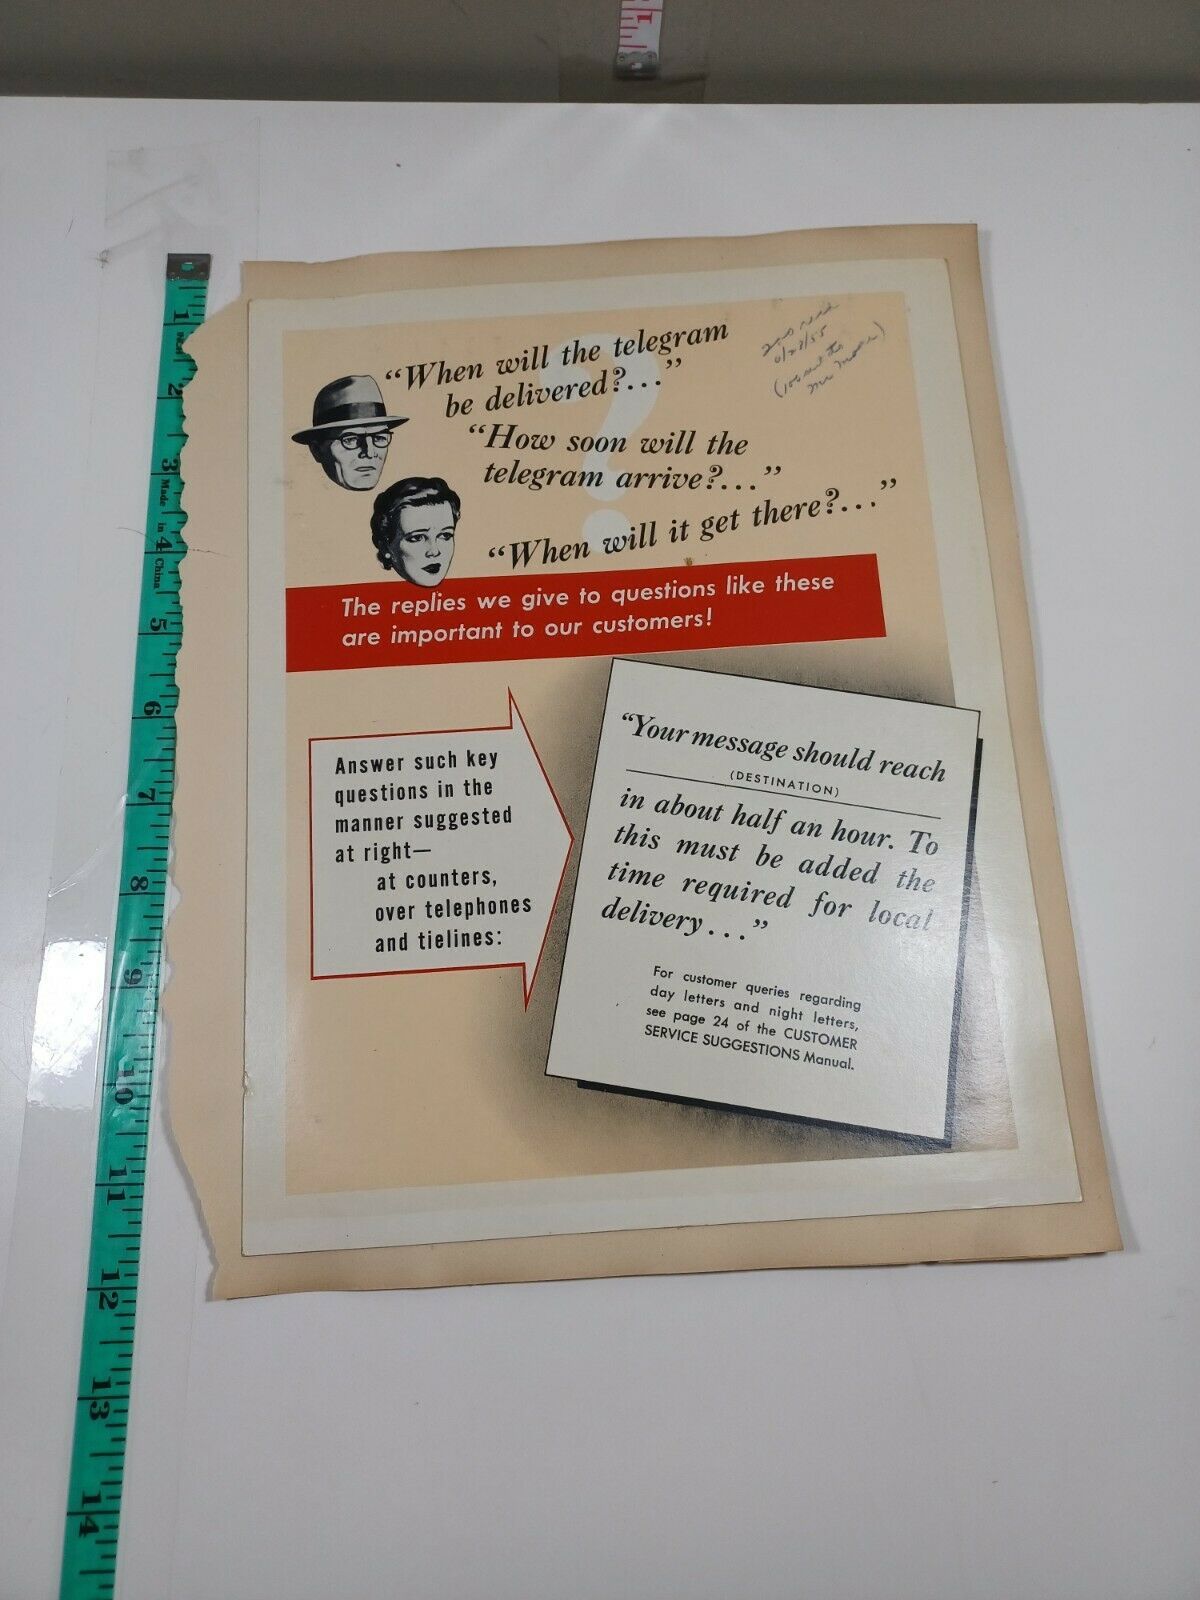 “When will the telegram
be delivered?...”
“How soon will the
telegram arrive?...”
“When will it get there?...”
The replies we give to questions like these
are important to our customers!
Answer such key
questions in the
manner suggested
at right—
at counters,
over telephones
and tielines:
“Your message should reach
(DESTINATION)
in about half an hour. To
this must be added the
time required for local
delivery...”
For customer queries regarding
day letters and night letters,
see page 24 of the CUSTOMER
SERVICE SUGGESTIONS Manual.
1
2
3
Made in China
4
5
6
7
8
9
10
11
12
13
14
1